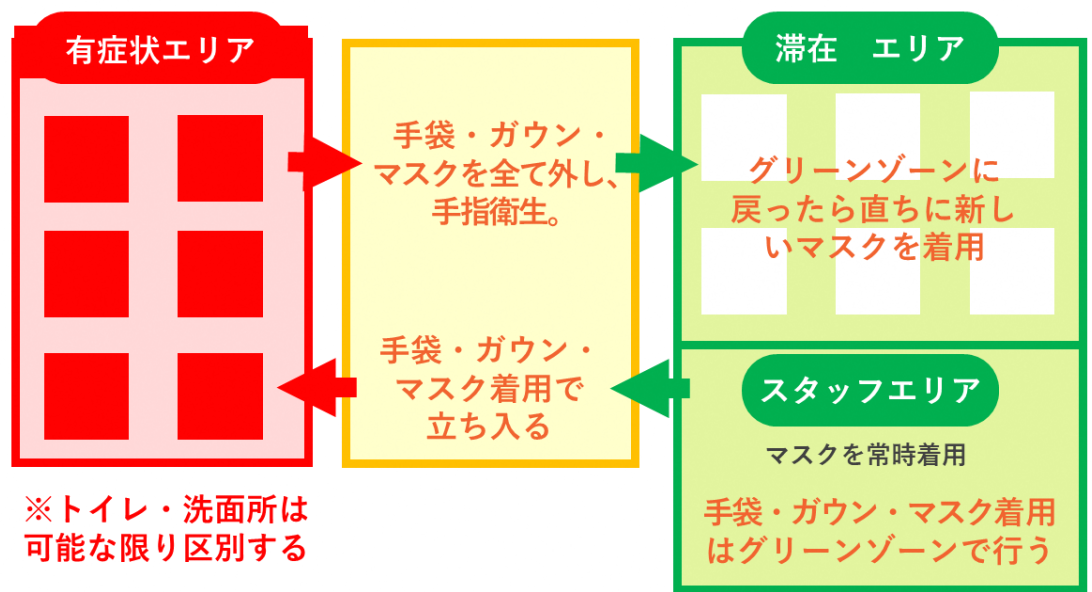 有症状エリア
手袋・ガウン・
マスクを全て外し、
手指衛生。
手袋・ガウン・
マスク着用で
立ち入る
滞在　エリア
グリーンゾーンに
戻ったら直ちに新し
いマスクを着用
スタッフエリア
マスクを常時着用
手袋・ガウン・マスク着用
はグリーンゾーンで行う
※トイレ・洗面所は
可能な限り区別する